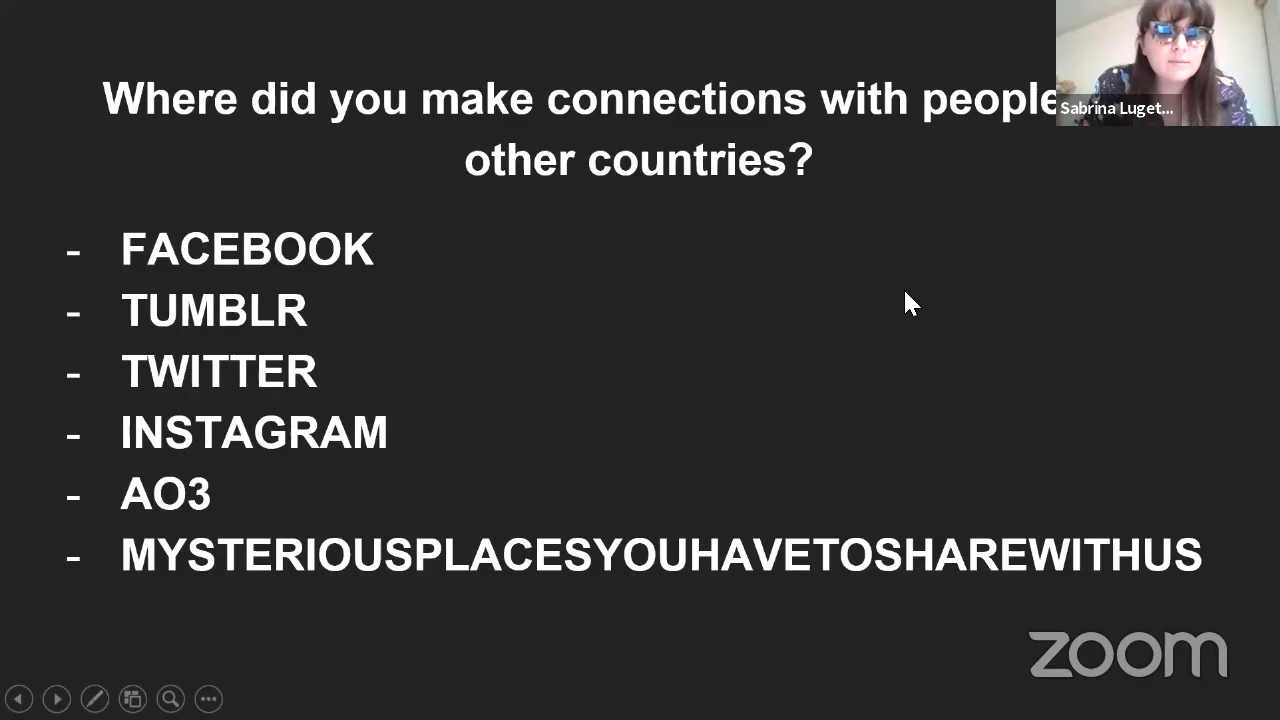 Where did you make connections with people
other countries?
- FACEBOOK
- TUMBLR
- TWITTER
- INSTAGRAM
- AO3
- MYSTERIOUSPLACESYOUHAVETOSHAREWITHUS
Sabrina Luget...
zoom